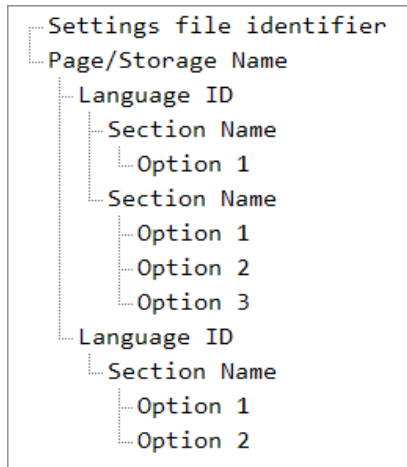 Settings file identifier
Page/Storage Name
Language ID
Section Name
Option 1
Section Name
Option 1
Option 2
Option 3
Language ID
Section Name
Option 1
Option 2